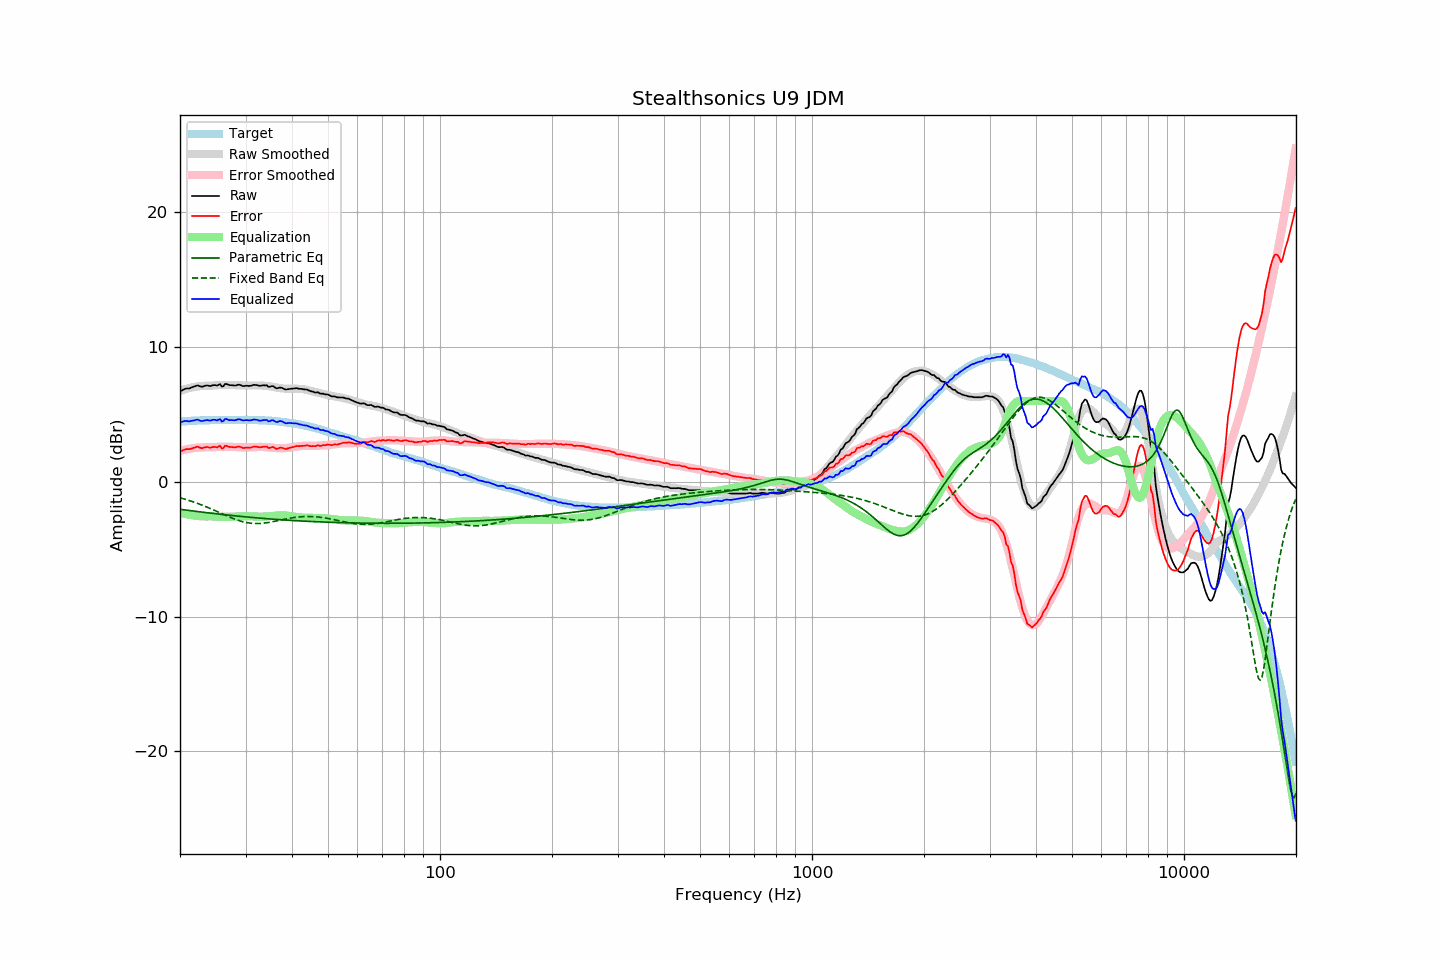 Stealthsonics U9 JDM
Target
Raw Smoothed
Error Smoothed
Raw
Error
Equalization
Parametric Eq
Fixed Band Eq
Equalized
20
10
0
−10
−20
Amplitude (dBr)
100
1000
10000
Frequency (Hz)